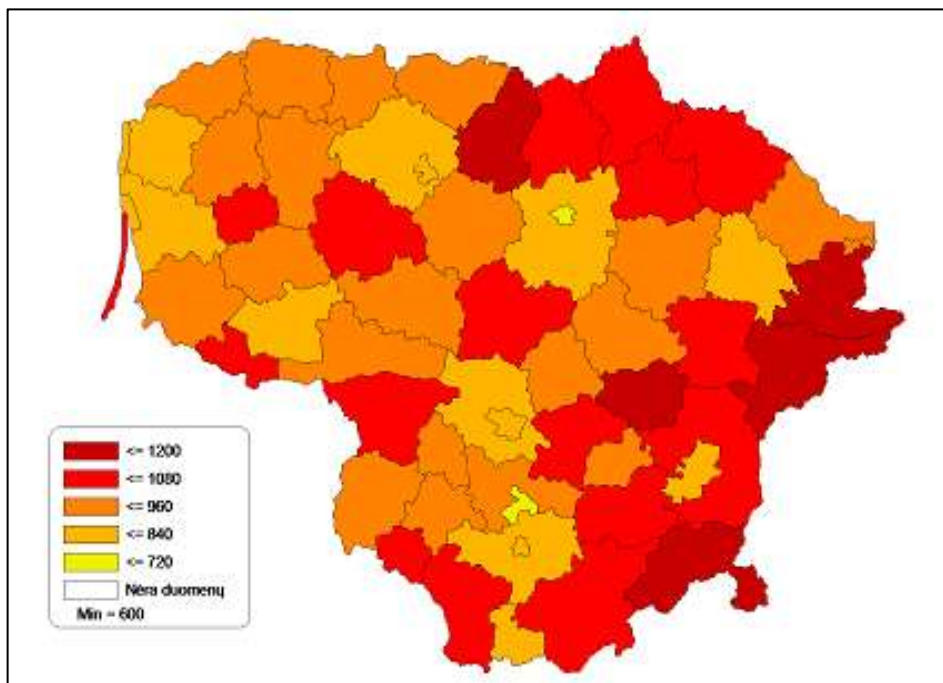 <= 1200
<= 1080
<= 960
<= 840
<= 720
Nėra duomenų
Min = 600